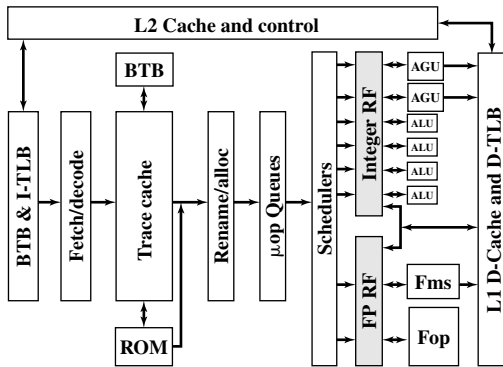 L2 Cache and control
BTB & I-TLB
Fetch/decode
BTB
Trace cache
ROM
Rename/alloc
µop Queues
Schedulers
Integer RF
FP RF
AGU
AGU
ALU
ALU
ALU
ALU
Fms
Fop
L1 D-Cache and D-TLB